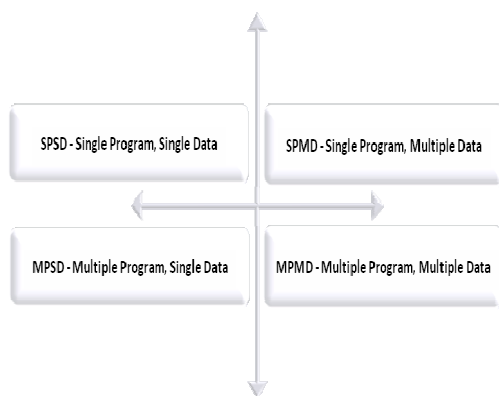 SPSD - Single Program, Single Data
SPMD - Single Program, Multiple Data
MPSD - Multiple Program, Single Data
MPMD - Multiple Program, Multiple Data